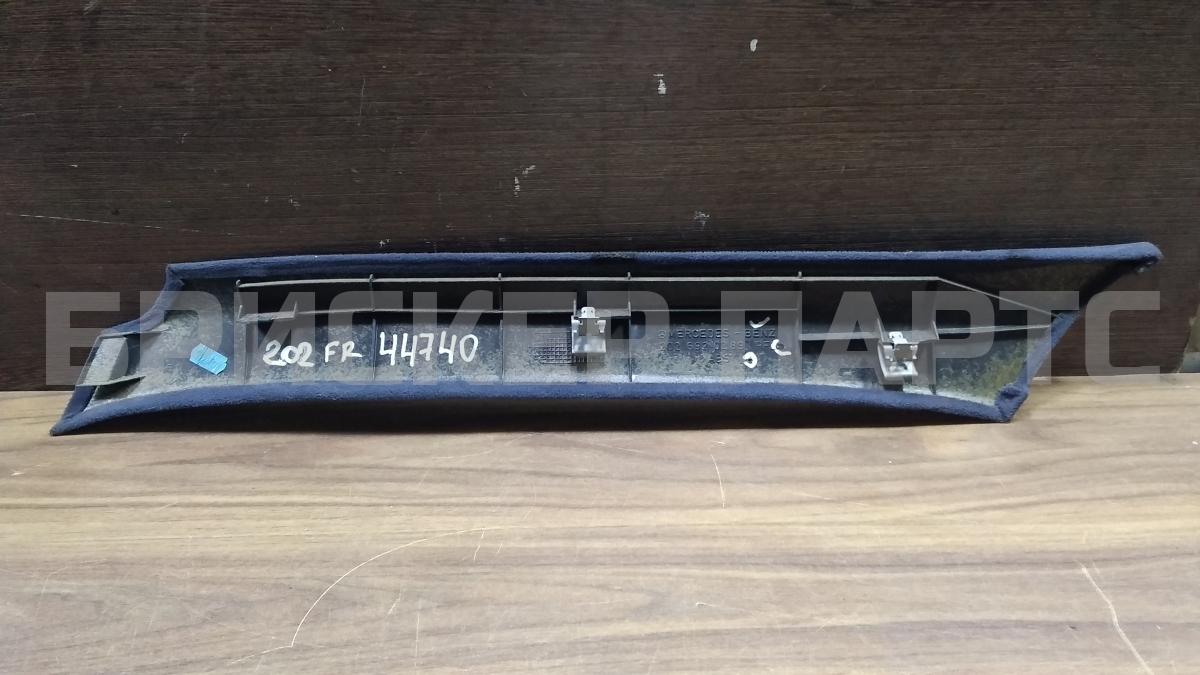 БРИСКЕР ПАРТС
MERCEDES - BENZ
202 FR 44740